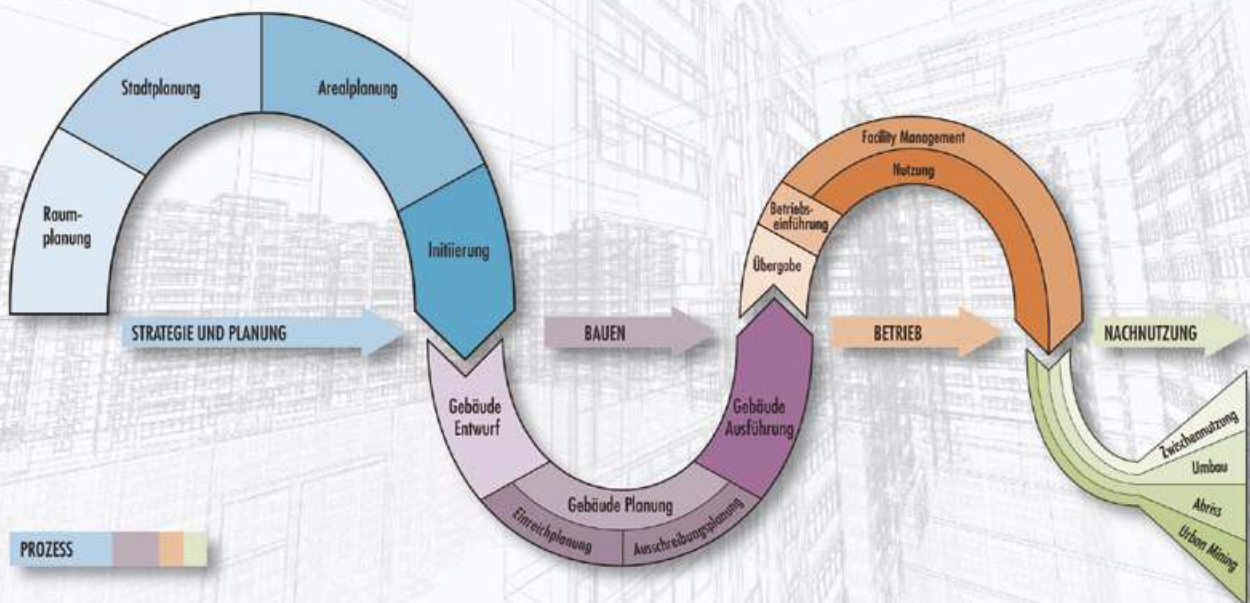 Stadtplanung
Arealplanung
Raum-
planung
Initiierung
STRATEGIE UND PLANUNG
Gebäude
Entwurf
Gebäude Planung
Einreichplanung
Ausschreibungsplanung
Gebäude
Ausführung
BAUEN
Übergabe
Betriebs-
einführung
Facility Management
Nutzung
BETRIEB
NACHNUTZUNG
Zwischennutzung
Umbau
Abriss
Urban Mining
PROZESS